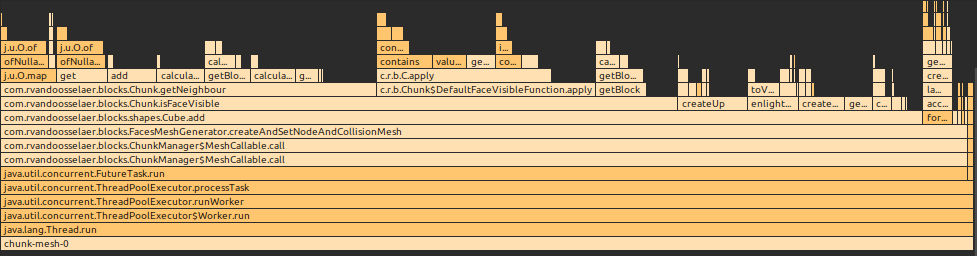 j.u.O.of j.u.O.of con... i...
ofNulla... ofNulla... cal... contains valu... ge... co... ca... ge...
j.u.O.map get add calcula... getBlo... calcula... g... c.r.b.C.apply getBlo... toV... cre...
com.rvandoosselaer.blocks.Chunk.getNeighbour c.r.b.Chunk$DefaultFaceVisibleFunction.apply getBlock la...
com.rvandoosselaer.blocks.Chunk.isFaceVisible createUp enlight... create... ge... c... acc...
com.rvandoosselaer.blocks.shapes.Cube.add for...
com.rvandoosselaer.blocks.FacesMeshGenerator.createAndSetNodeAndCollisionMesh
com.rvandoosselaer.blocks.ChunkManager$MeshCallable.call
com.rvandoosselaer.blocks.ChunkManager$MeshCallable.call
java.util.concurrent.FutureTask.run
java.util.concurrent.ThreadPoolExecutor.processTask
java.util.concurrent.ThreadPoolExecutor.runWorker
java.util.concurrent.ThreadPoolExecutor$Worker.run
java.lang.Thread.run
chunk-mesh-0